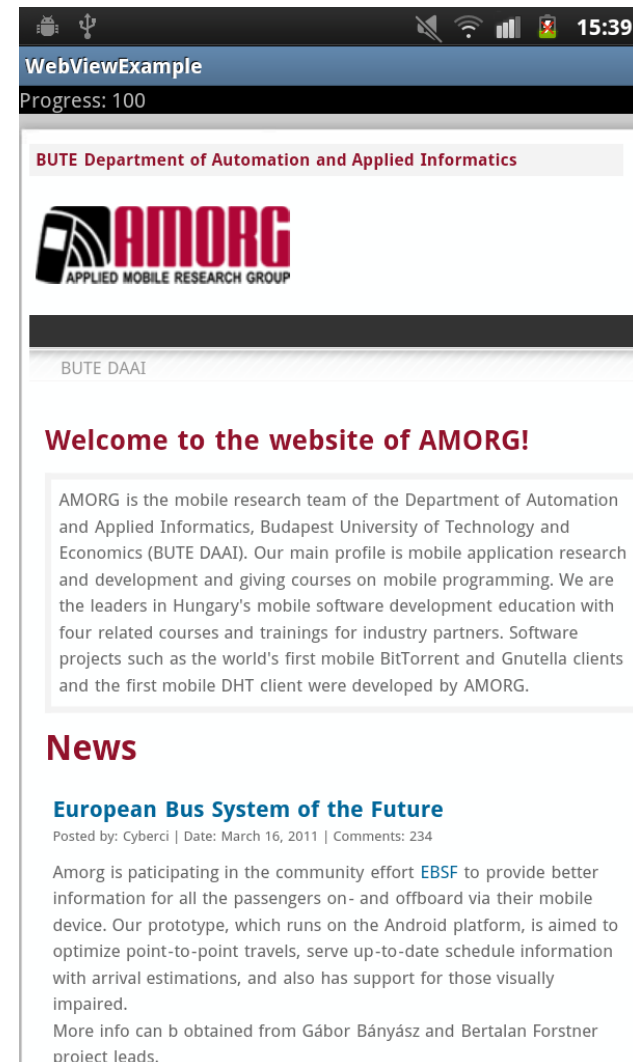 15:39
WebViewExample
Progress: 100
BUTE Department of Automation and Applied Informatics
AMORG
APPLIED MOBILE RESEARCH GROUP
BUTE DAAI
Welcome to the website of AMORG!
AMORG is the mobile research team of the Department of Automation
and Applied Informatics, Budapest University of Technology and
Economics (BUTE DAAI). Our main profile is mobile application research
and development and giving courses on mobile programming. We are
the leaders in Hungary's mobile software development education with
four related courses and trainings for industry partners. Software
projects such as the world's first mobile BitTorrent and Gnutella clients
and the first mobile DHT client were developed by AMORG.
News
European Bus System of the Future
Posted by: Cyberci | Date: March 16, 2011 | Comments: 234
Amorg is paticipating in the community effort EBSF to provide better
information for all the passengers on- and offboard via their mobile
device. Our prototype, which runs on the Android platform, is aimed to
optimize point-to-point travels, serve up-to-date schedule information
with arrival estimations, and also has support for those visually
impaired.
More info can b obtained from Gábor Bányász and Bertalan Forstner
project leads.